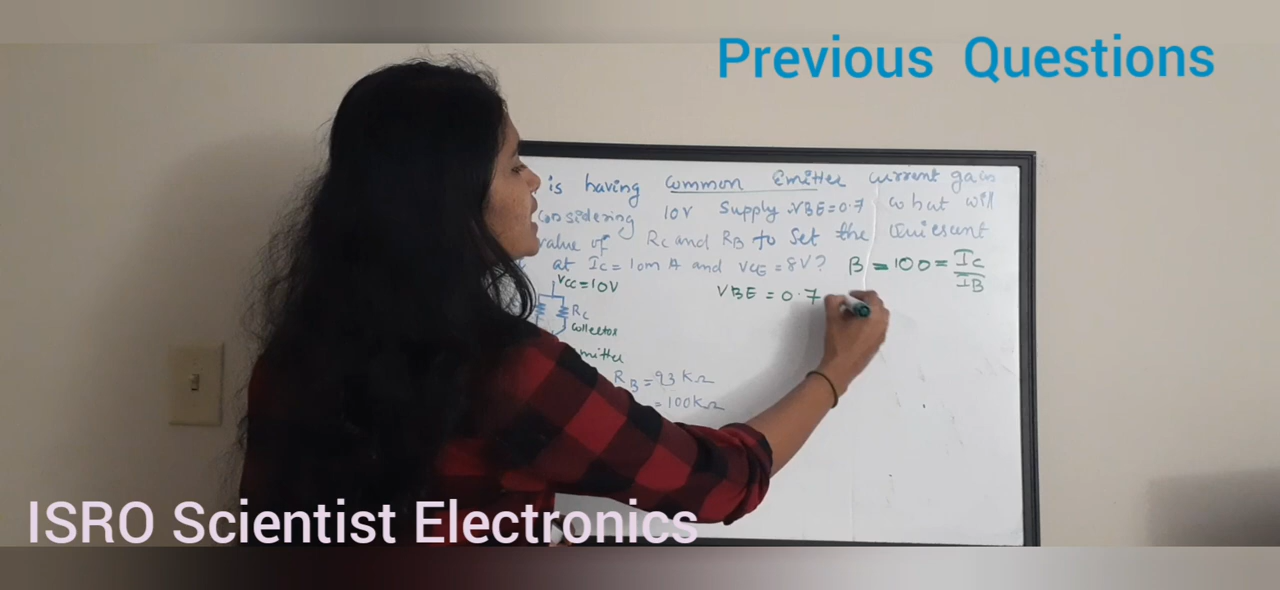 Previous Questions
is having common Emitter current gain
considering 10V Supply VBE=0.7 what will
value of RC and RB to Set the Quiesent
at IC=10mA and VCE=8V? β = 100 = IC/IB
VCC=10V
VBE = 0.7
RC
collector
RB = 93 KΩ
= 100KΩ
ISRO Scientist Electronics